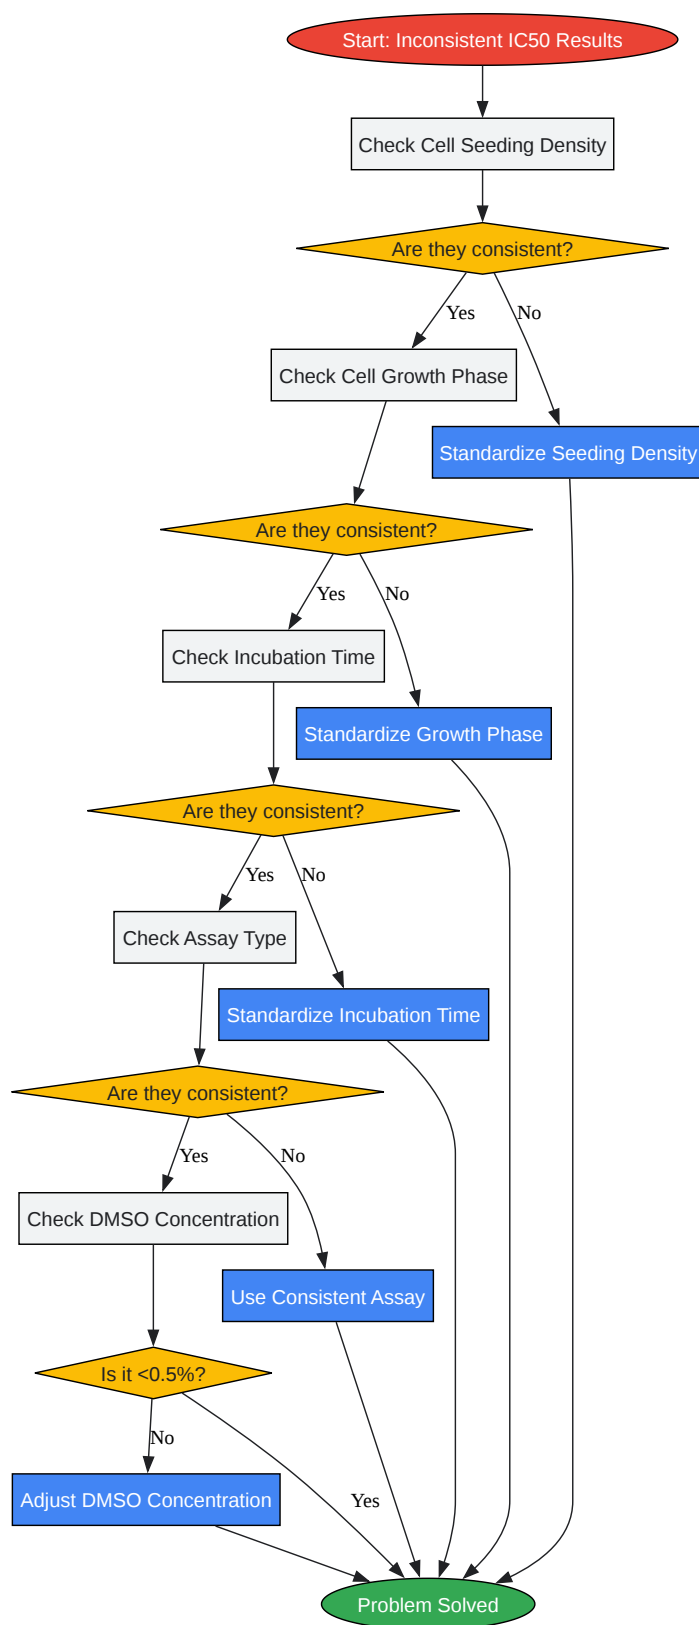 Start: Inconsistent IC50 Results
Check Cell Seeding Density
Are they consistent?
Yes
No
Check Cell Growth Phase
Standardize Seeding Density
Are they consistent?
Yes
No
Check Incubation Time
Standardize Growth Phase
Are they consistent?
Yes
No
Check Assay Type
Standardize Incubation Time
Are they consistent?
Yes
No
Check DMSO Concentration
Use Consistent Assay
Is it <0.5%?
No
Yes
Adjust DMSO Concentration
Problem Solved